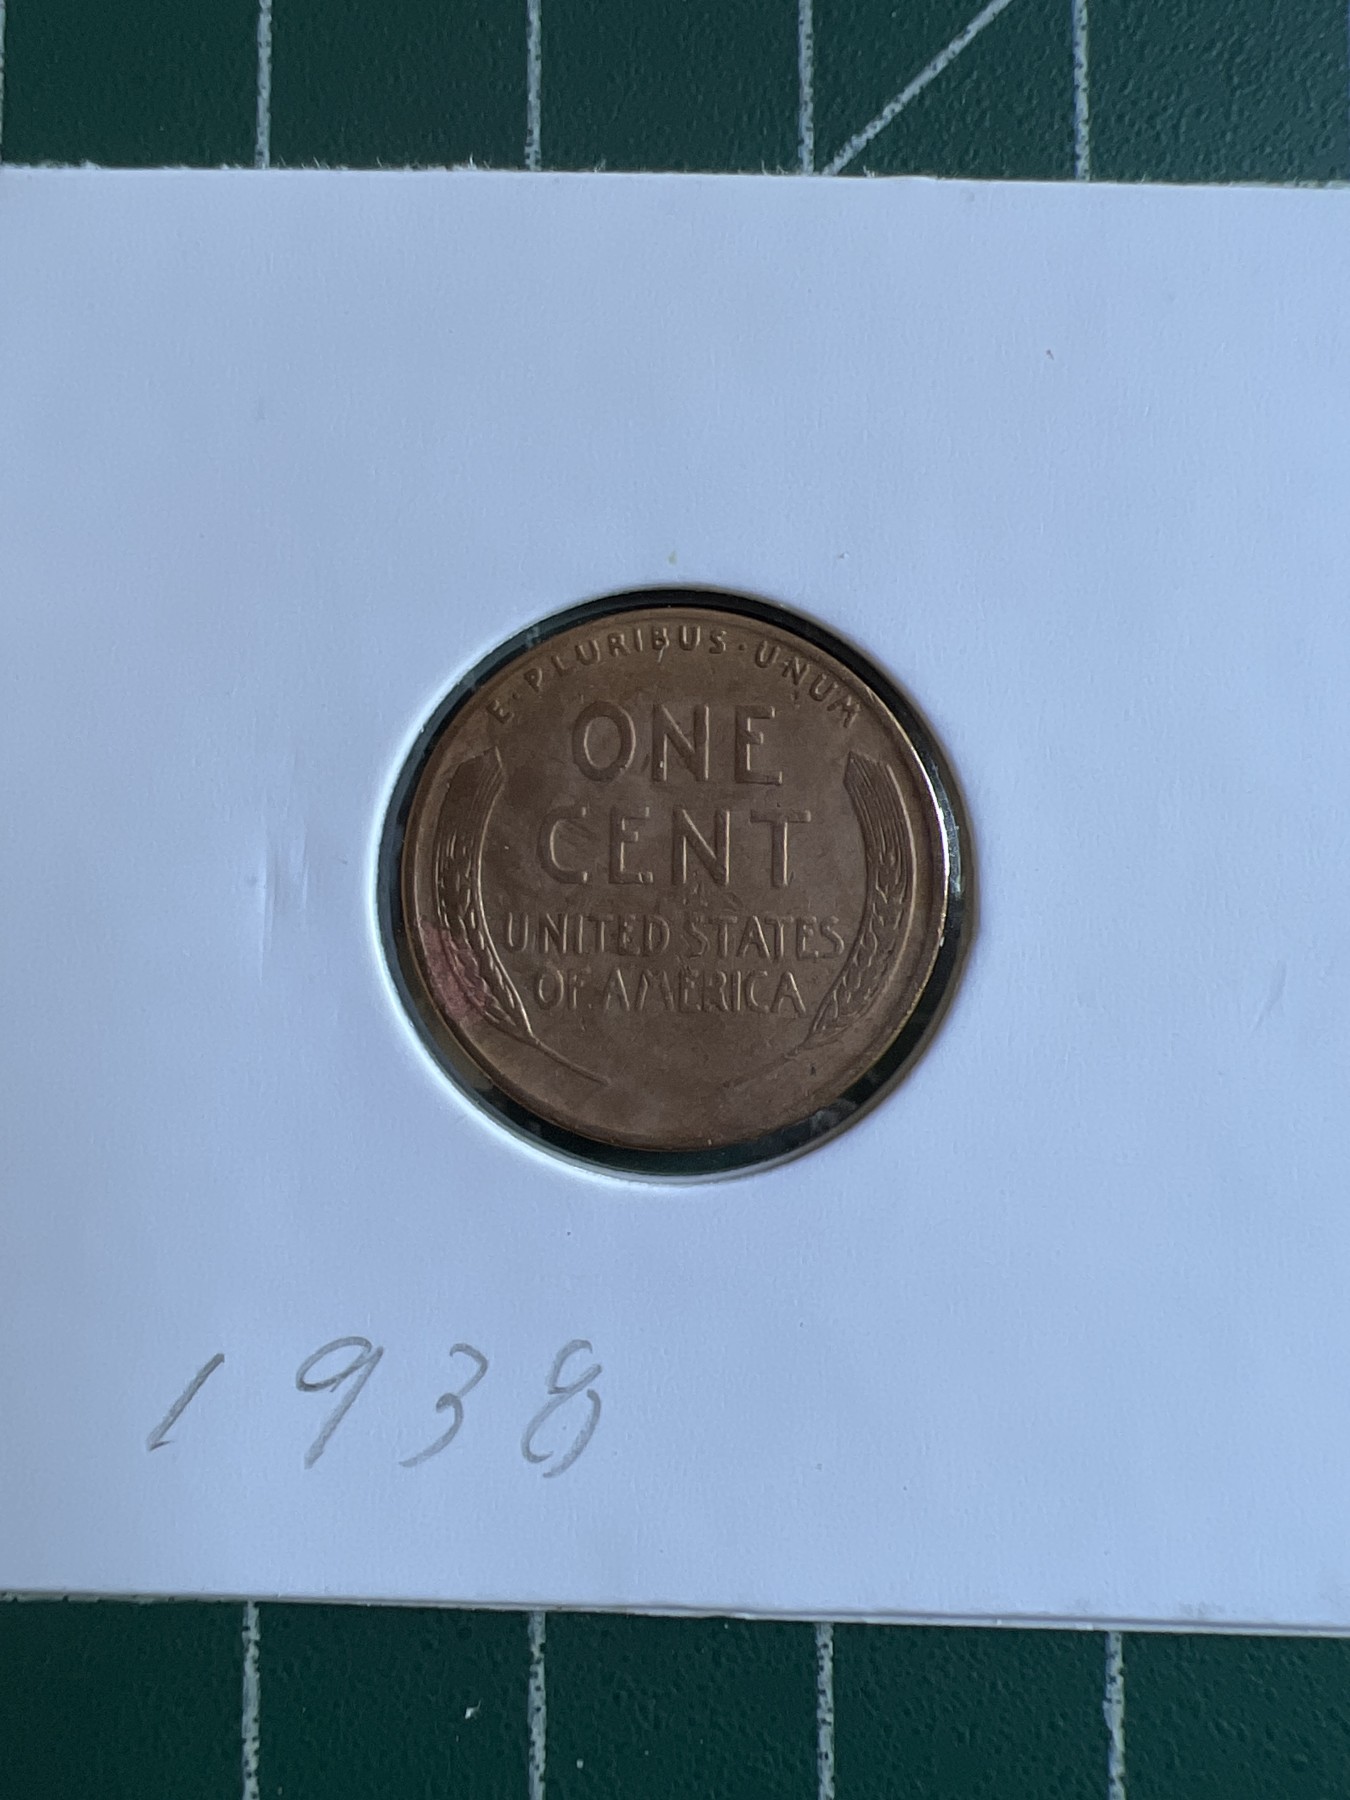 E·PLURIBUS·UNUM
ONE
CENT
UNITED STATES
OF AMERICA
1938